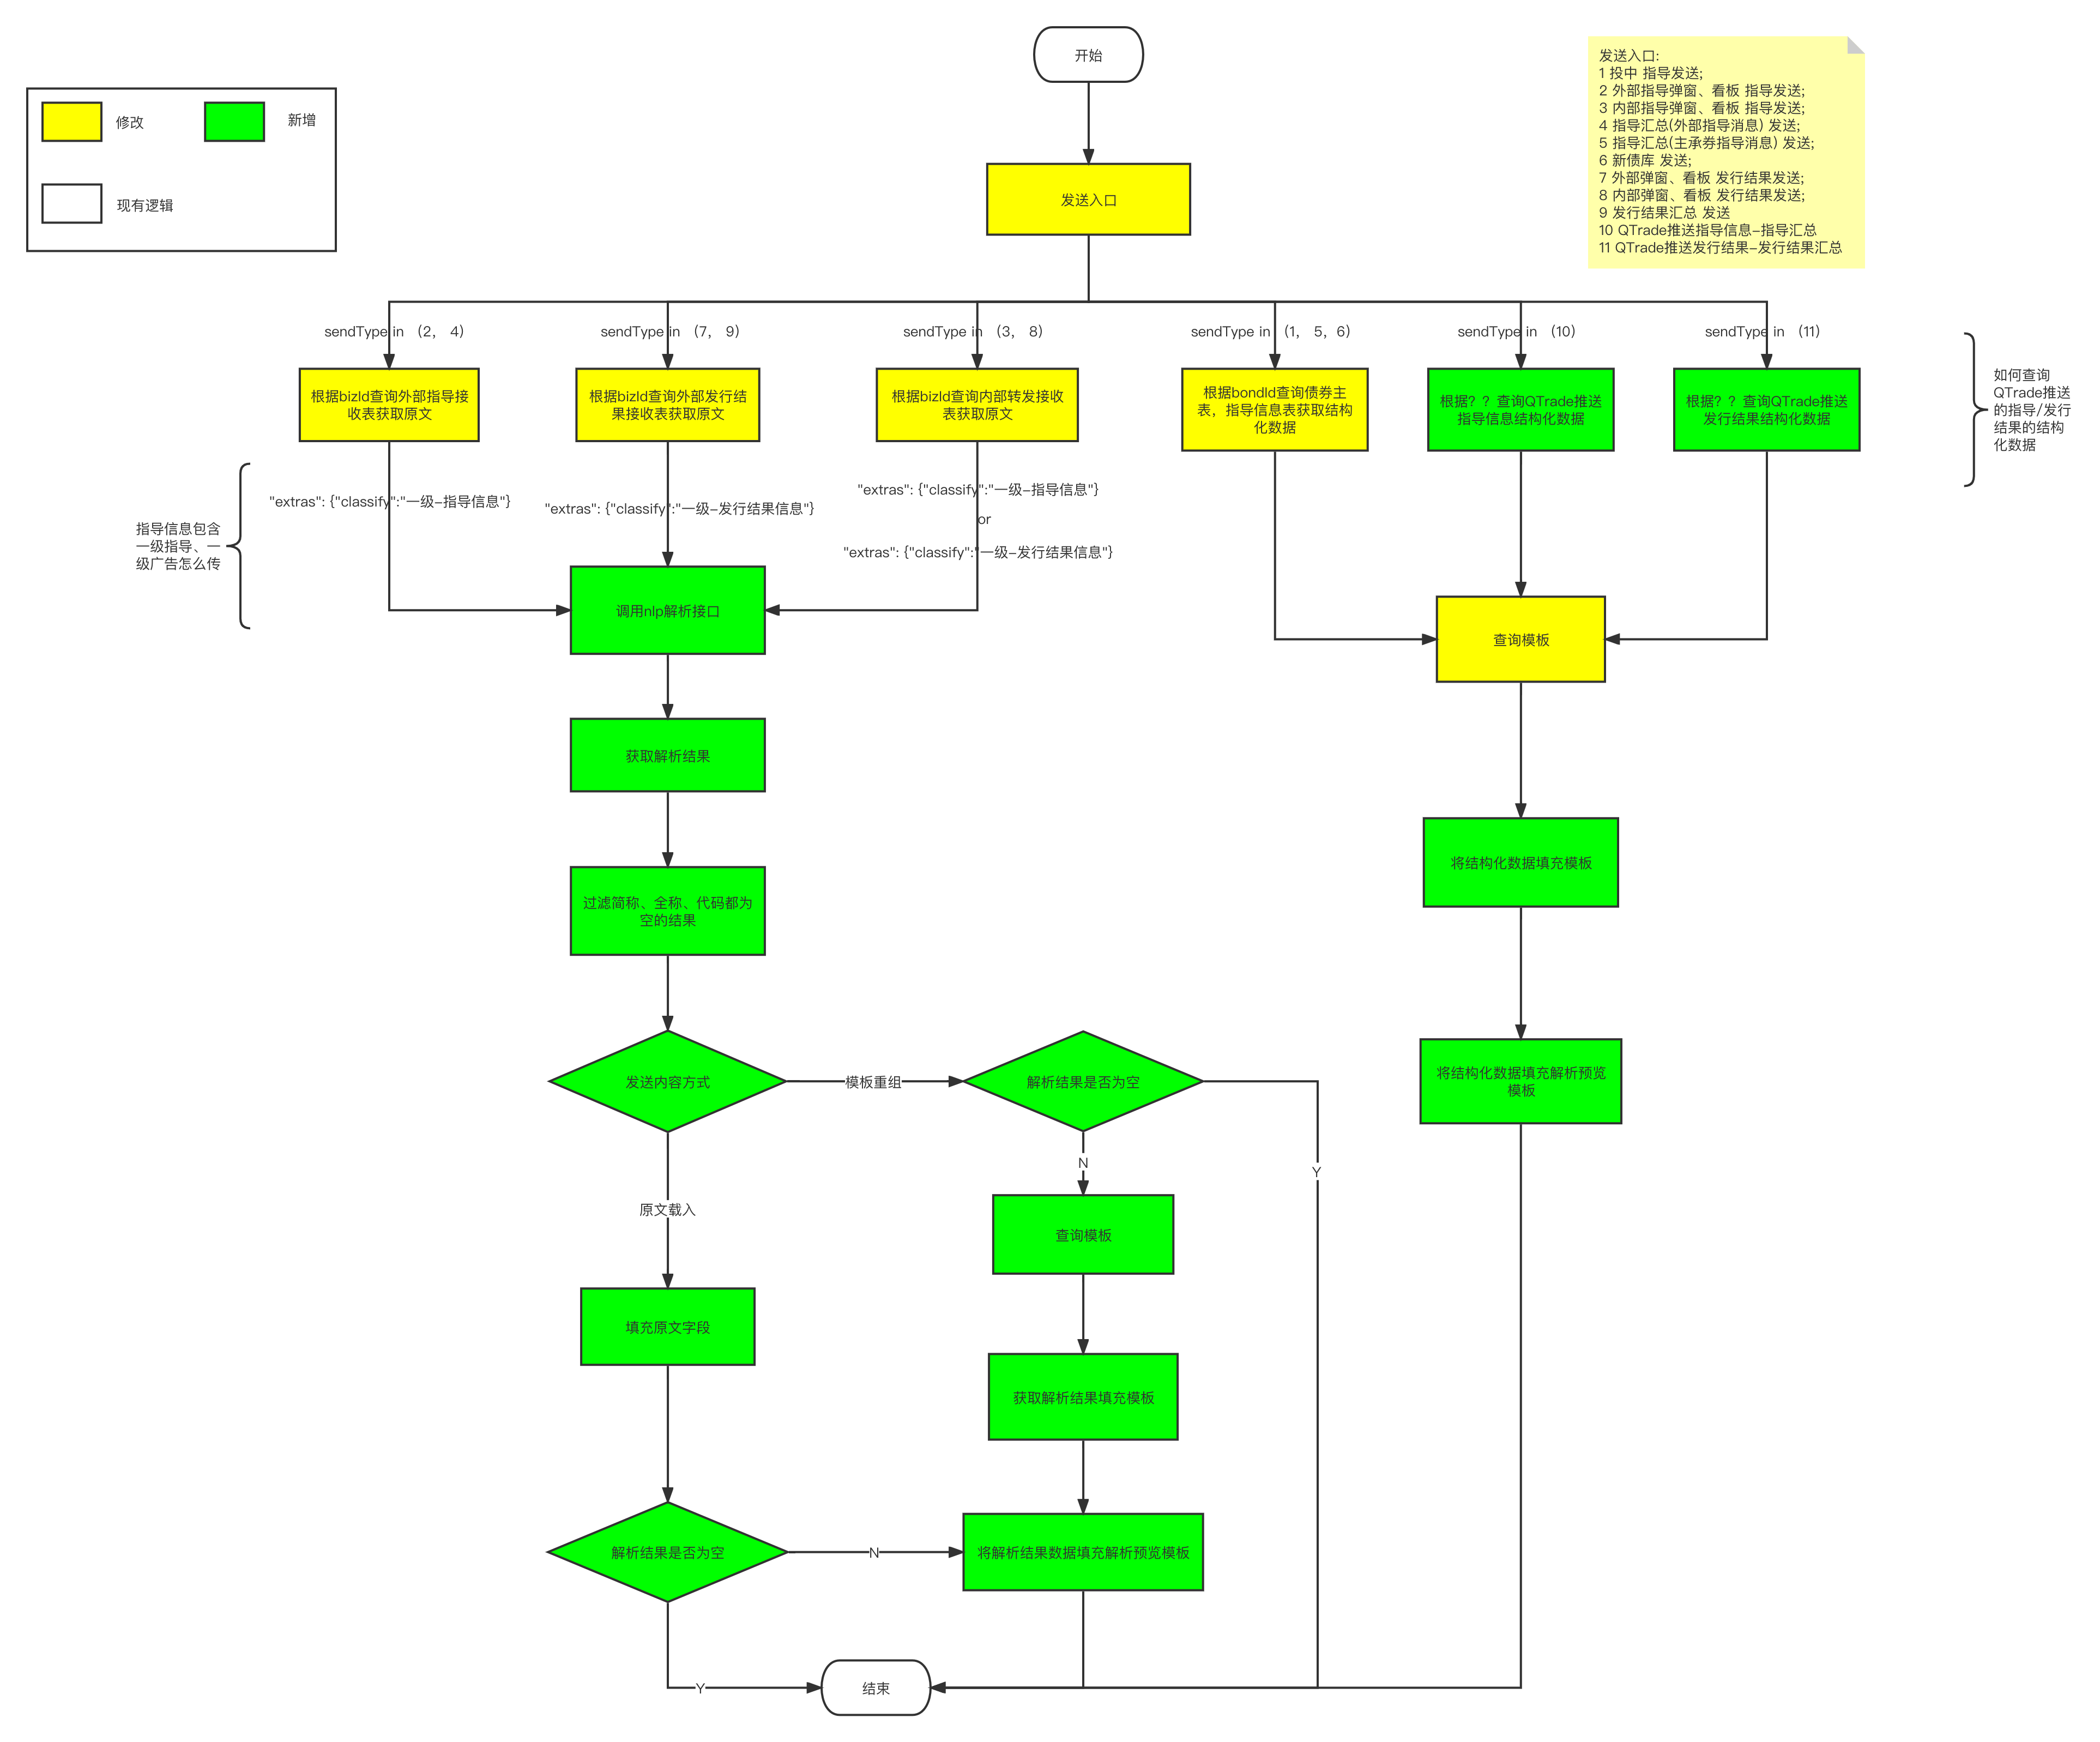 开始
发送入口:
1 投中 指导发送;
2 外部指导弹窗、看板 指导发送;
3 内部指导弹窗、看板 指导发送;
4 指导汇总(外部指导消息) 发送;
5 指导汇总(主承券指导消息) 发送;
6 新债库 发送;
7 外部弹窗、看板 发行结果发送;
8 内部弹窗、看板 发行结果发送;
9 发行结果汇总 发送
10 QTrade推送指导信息-指导汇总
11 QTrade推送发行结果-发行结果汇总
修改
新增
现有逻辑
发送入口
sendType in （2， 4）
sendType in （7， 9）
sendType in （3， 8）
sendType in （1， 5，6）
sendType in （10）
sendType in （11）
根据bizId查询外部指导接
收表获取原文
根据bizId查询外部发行结
果接收表获取原文
根据bizId查询内部转发接收
表获取原文
根据bondId查询债券主
表，指导信息表获取结构
化数据
根据？？查询QTrade推送
指导信息结构化数据
根据？？查询QTrade推送
发行结果结构化数据
如何查询
QTrade推送
的指导/发行
结果的结构
化数据
指导信息包含
一级指导、一
级广告怎么传
"extras": {"classify":"一级-指导信息"}
"extras": {"classify":"一级-发行结果信息"}
"extras": {"classify":"一级-指导信息"}
or
"extras": {"classify":"一级-发行结果信息"}
调用nlp解析接口
查询模板
获取解析结果
将结构化数据填充模板
过滤简称、全称、代码都为
空的结果
发送内容方式
模板重组
解析结果是否为空
将结构化数据填充解析预览
模板
N
Y
原文载入
查询模板
填充原文字段
获取解析结果填充模板
解析结果是否为空
N
将解析结果数据填充解析预览模板
Y
结束